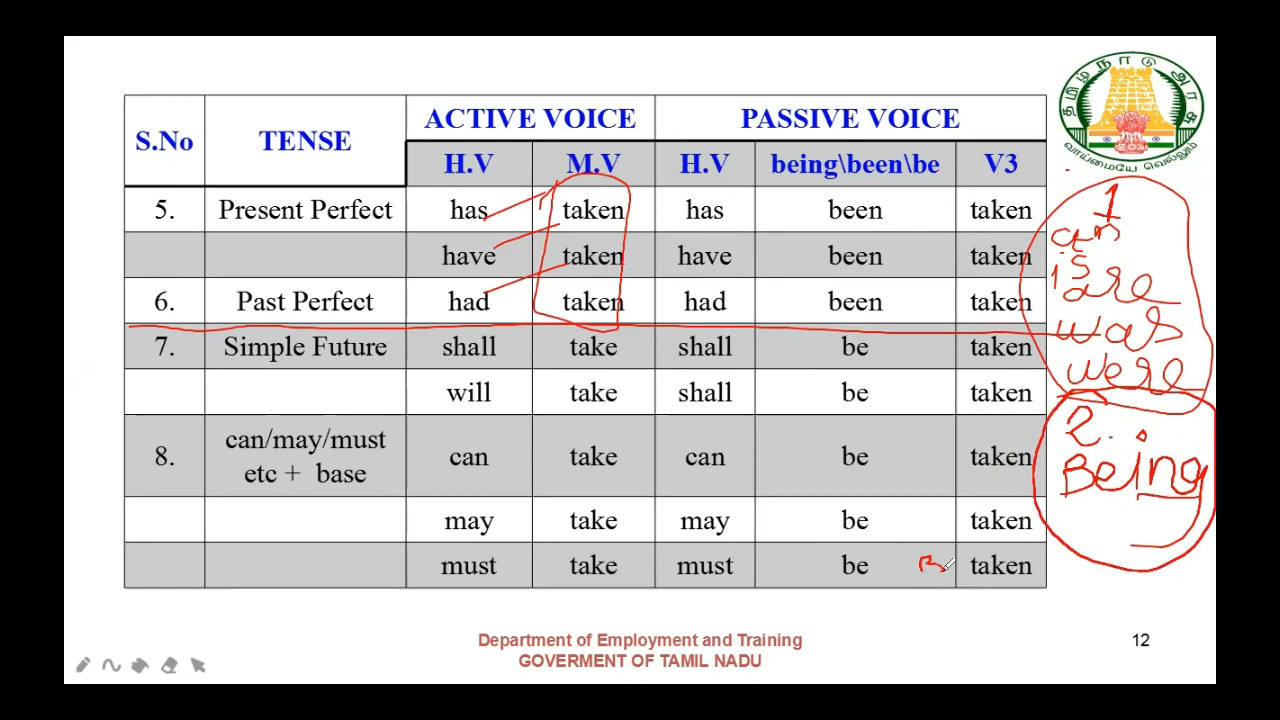 ACTIVE VOICE PASSIVE VOICE
S.No TENSE
H.V M.V H.V being\been\be V3
5. Present Perfect has taken has been taken
have taken have been taken
6. Past Perfect had taken had been taken
7. Simple Future shall take shall be taken
will take shall be taken
8. can/may/must etc + base can take can be taken
may take may be taken
must take must be taken
தமிழ் நாடு அரசு
வாய்மையே வெல்லும்
1
am
is are
was
were
2.
Being
Department of Employment and Training
GOVERMENT OF TAMIL NADU
12